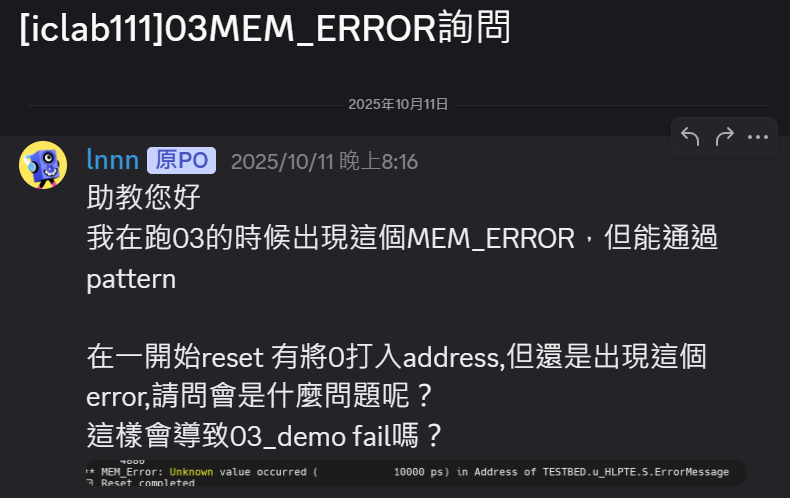 [iclab111]03MEM_ERROR詢問
2025年10月11日
lnnn 原PO 2025/10/11 晚上8:16
助教您好
我在跑03的時候出現這個MEM_ERROR，但能通過
pattern
在一開始reset 有將0打入address,但還是出現這個
error,請問會是什麼問題呢？
這樣會導致03_demo fail嗎？
** MEM_Error: Unknown value occurred ( 10000 ps) in Address of TESTBED.u_HLPTE.S.ErrorMessage
Reset completed